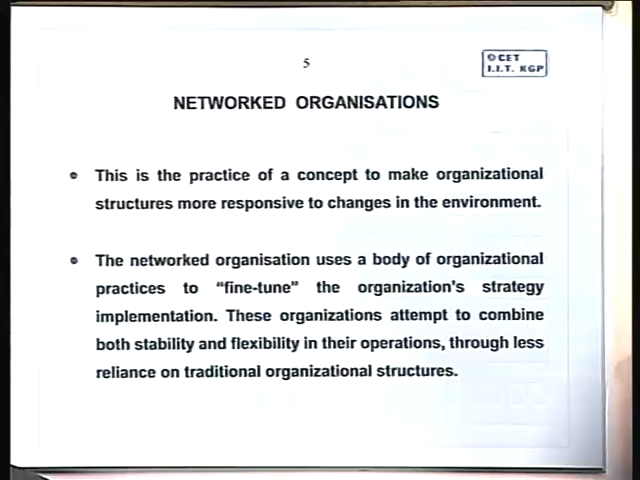 5
©CET
I.I.T. KGP
NETWORKED ORGANISATIONS
• This is the practice of a concept to make organizational
structures more responsive to changes in the environment.
• The networked organisation uses a body of organizational
practices to “fine-tune” the organization's strategy
implementation. These organizations attempt to combine
both stability and flexibility in their operations, through less
reliance on traditional organizational structures.